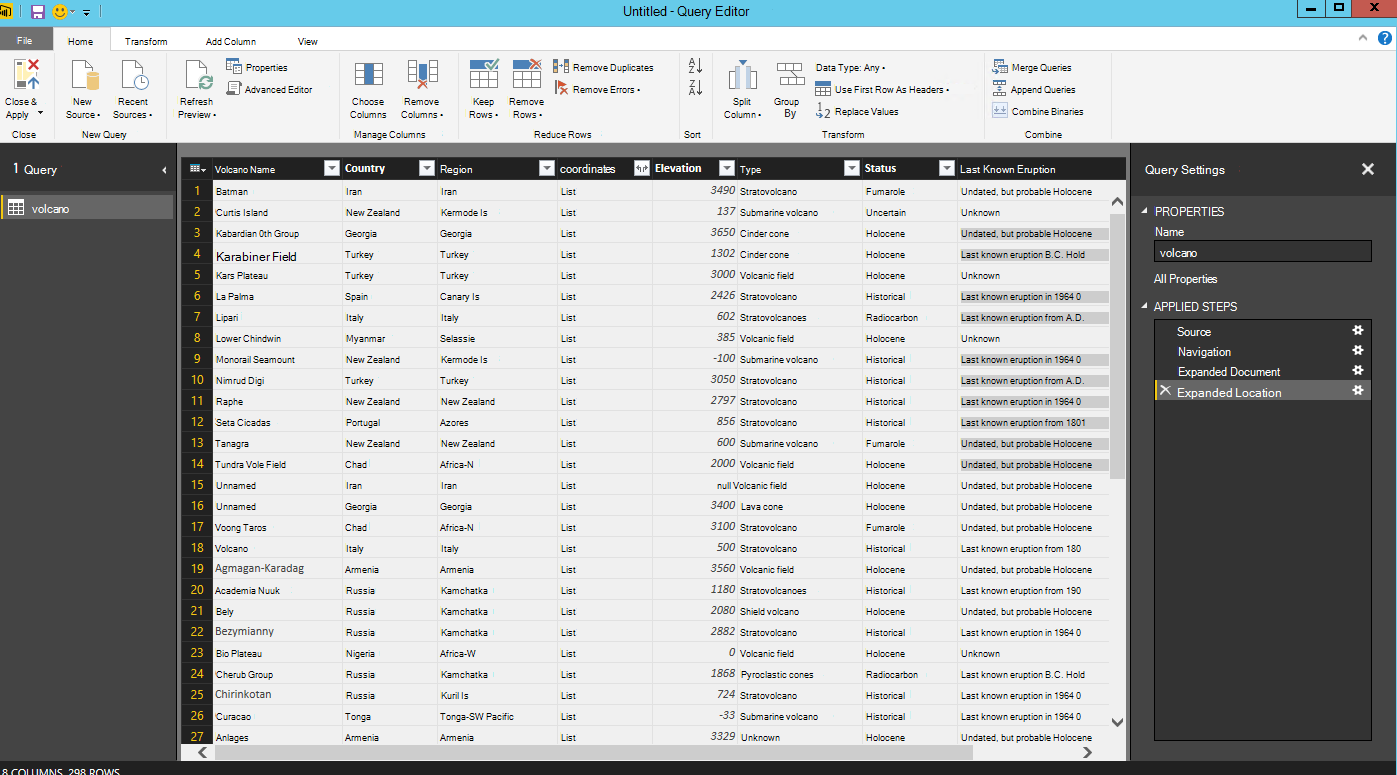 Untitled - Query Editor
File Home Transform Add Column View
Close & Apply
New Source
Recent Sources
Refresh Preview
Properties
Advanced Editor
Choose Columns
Remove Columns
Keep Rows
Remove Rows
Remove Duplicates
Remove Errors
Split Column
Group By
Data Type: Any
Use First Row As Headers
Replace Values
Merge Queries
Append Queries
Combine Binaries
Close New Query Manage Columns Reduce Rows Sort Transform Combine
1 Query
volcano
Volcano Name Country Region coordinates Elevation Type Status Last Known Eruption
1 Batman Iran Iran List 3490 Stratovolcano Fumarole Undated, but probable Holocene
2 Curtis Island New Zealand Kermode Is List 137 Submarine volcano Uncertain Unknown
3 Kabardian 0th Group Georgia Georgia List 3650 Cinder cone Holocene Undated, but probable Holocene
4 Karabiner Field Turkey Turkey List 1302 Cinder cone Holocene Last known eruption B.C. Hold
5 Kars Plateau Turkey Turkey List 3000 Volcanic field Holocene Unknown
6 La Palma Spain Canary Is List 2426 Stratovolcano Historical Last known eruption in 1964 0
7 Lipari Italy Italy List 602 Stratovolcanoes Radiocarbon Last known eruption from A.D.
8 Lower Chindwin Myanmar Selassie List 385 Volcanic field Holocene Unknown
9 Monorail Seamount New Zealand Kermode Is List -100 Submarine volcano Historical Last known eruption in 1964 0
10 Nimrud Digi Turkey Turkey List 3050 Stratovolcano Historical Last known eruption from A.D.
11 Raphe New Zealand New Zealand List 2797 Stratovolcano Historical Last known eruption in 1964 0
12 Seta Cicadas Portugal Azores List 856 Stratovolcano Historical Last known eruption from 1801
13 Tanagra New Zealand New Zealand List 600 Submarine volcano Fumarole Undated, but probable Holocene
14 Tundra Vole Field Chad Africa-N List 2000 Volcanic field Holocene Undated, but probable Holocene
15 Unnamed Iran Iran List null Volcanic field Holocene Undated, but probable Holocene
16 Unnamed Georgia Georgia List 3400 Lava cone Holocene Undated, but probable Holocene
17 Voong Taros Chad Africa-N List 3100 Stratovolcano Fumarole Undated, but probable Holocene
18 Volcano Italy Italy List 500 Stratovolcano Historical Last known eruption from 180
19 Agmagan-Karadag Armenia Armenia List 3560 Volcanic field Holocene Undated, but probable Holocene
20 Academia Nuuk Russia Kamchatka List 1180 Stratovolcanoes Historical Last known eruption from 190
21 Bely Russia Kamchatka List 2080 Shield volcano Holocene Undated, but probable Holocene
22 Bezymianny Russia Kamchatka List 2882 Stratovolcano Historical Last known eruption in 1964 0
23 Bio Plateau Nigeria Africa-W List 0 Volcanic field Holocene Unknown
24 Cherub Group Russia Kamchatka List 1868 Pyroclastic cones Radiocarbon Last known eruption B.C. Hold
25 Chirinkotan Russia Kuril Is List 724 Stratovolcano Historical Last known eruption in 1964 0
26 Curacao Tonga Tonga-SW Pacific List -33 Submarine volcano Historical Last known eruption in 1964 0
27 Anlages Armenia Armenia List 3329 Unknown Holocene Undated, but probable Holocene
Query Settings
PROPERTIES
Name
volcano
All Properties
APPLIED STEPS
Source
Navigation
Expanded Document
Expanded Location
8 COLUMNS, 298 ROWS